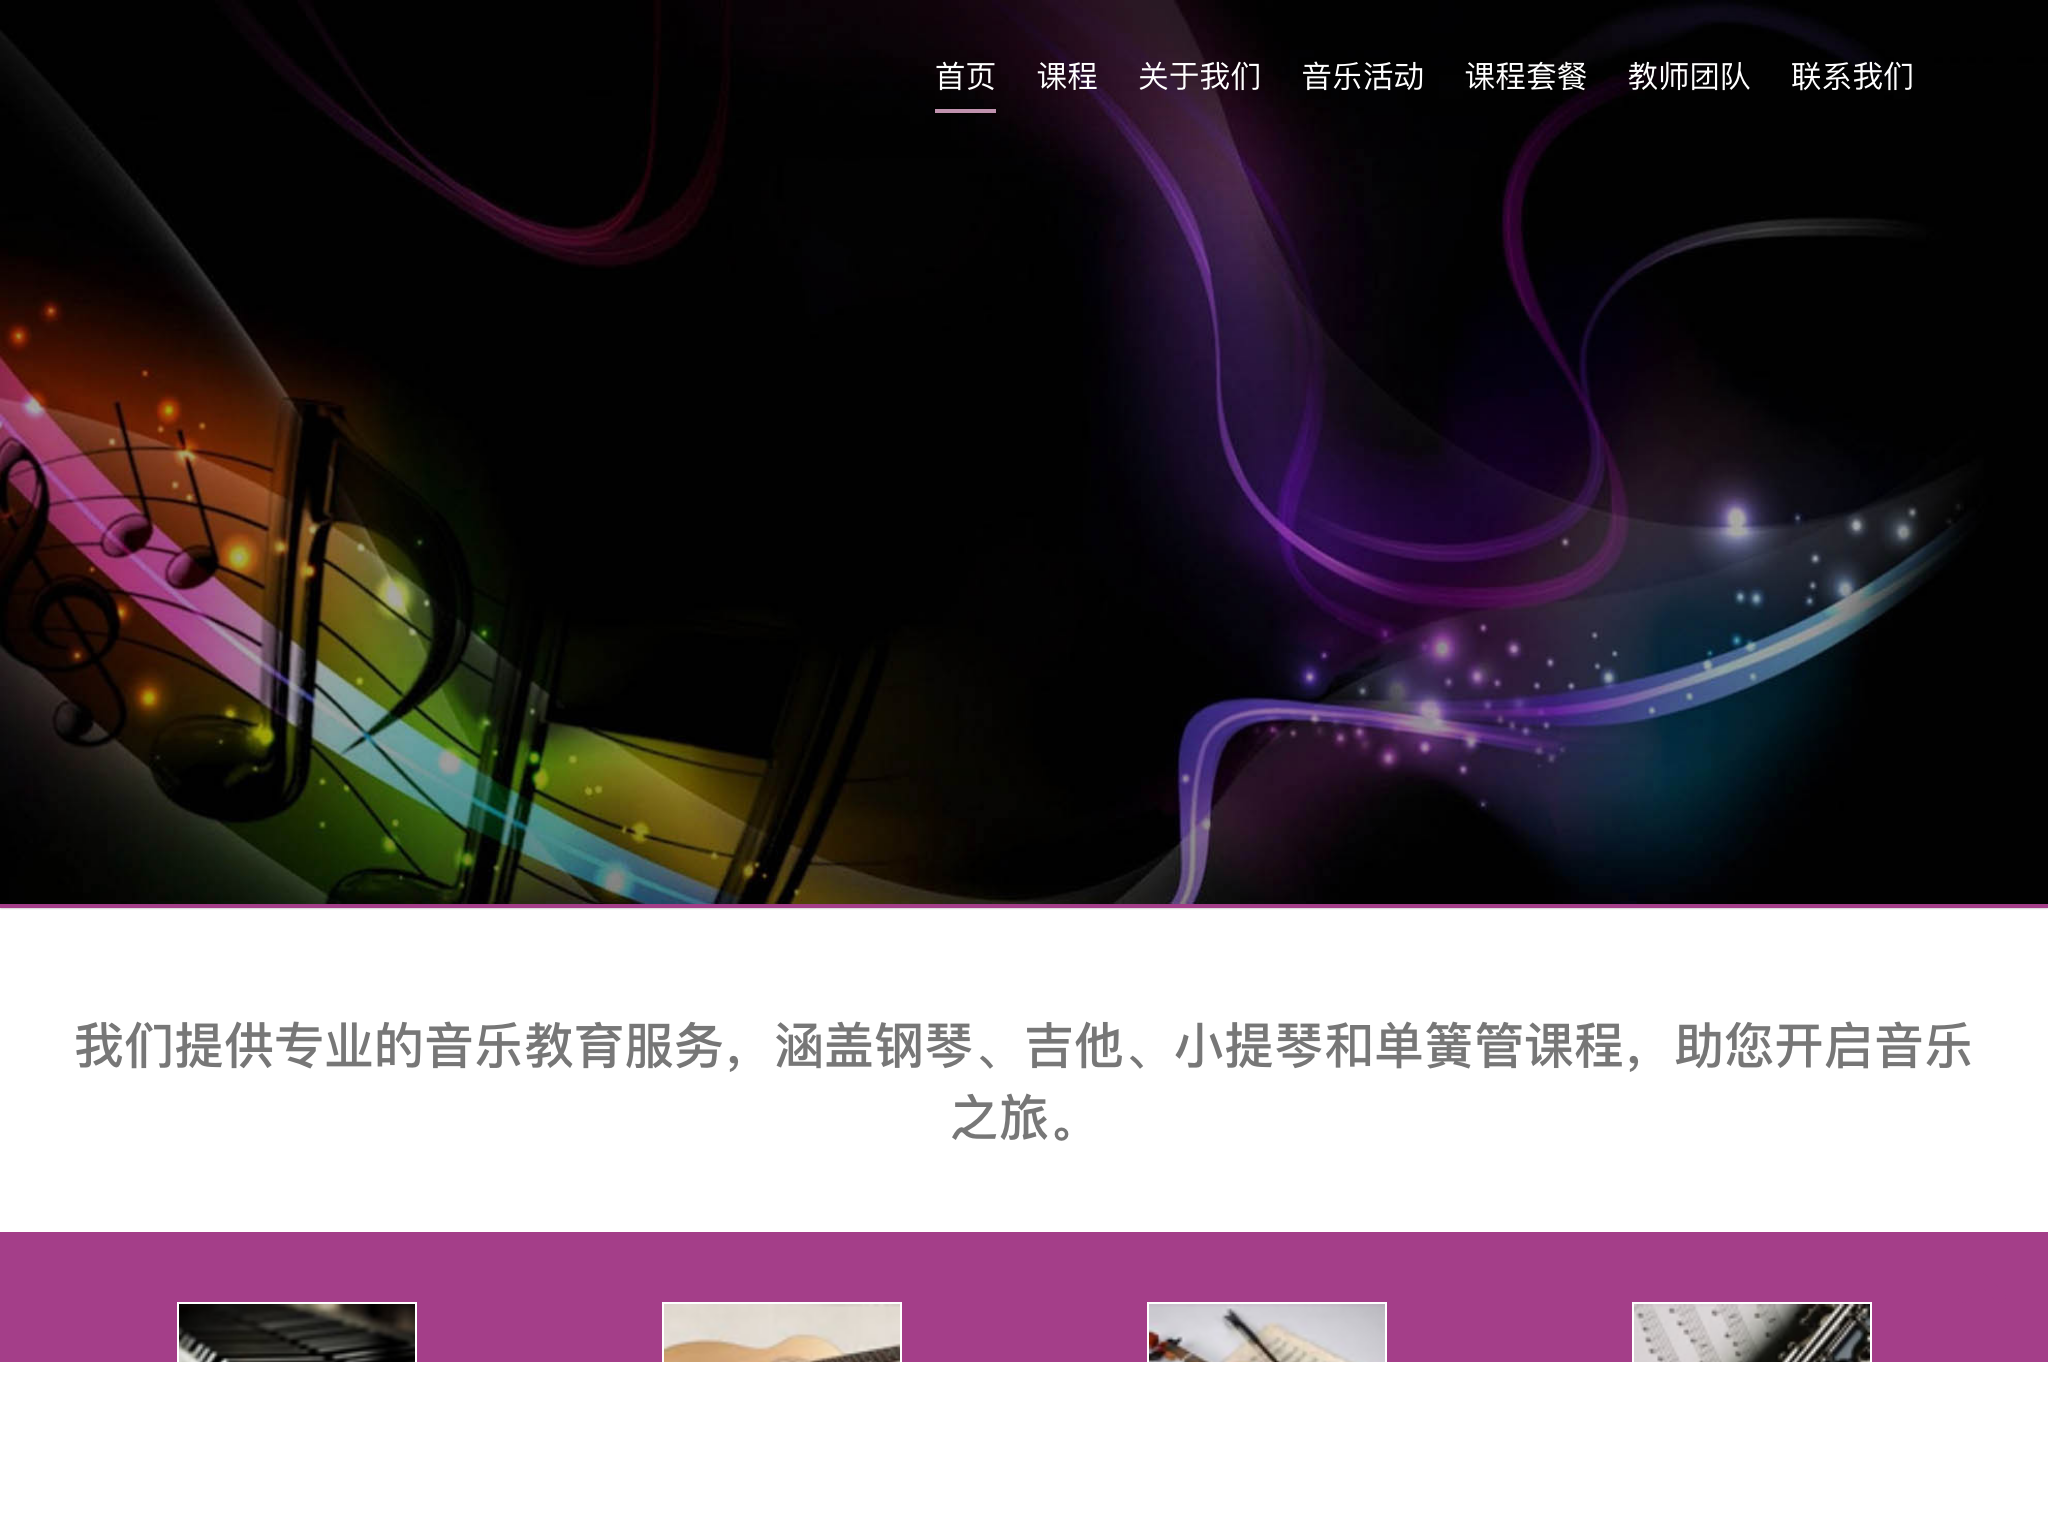 首页 课程 关于我们 音乐活动 课程套餐 教师团队 联系我们
我们提供专业的音乐教育服务，涵盖钢琴、吉他、小提琴和单簧管课程，助您开启音乐
之旅。